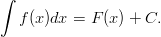 ∫ f(x)dx = F(x) + C.